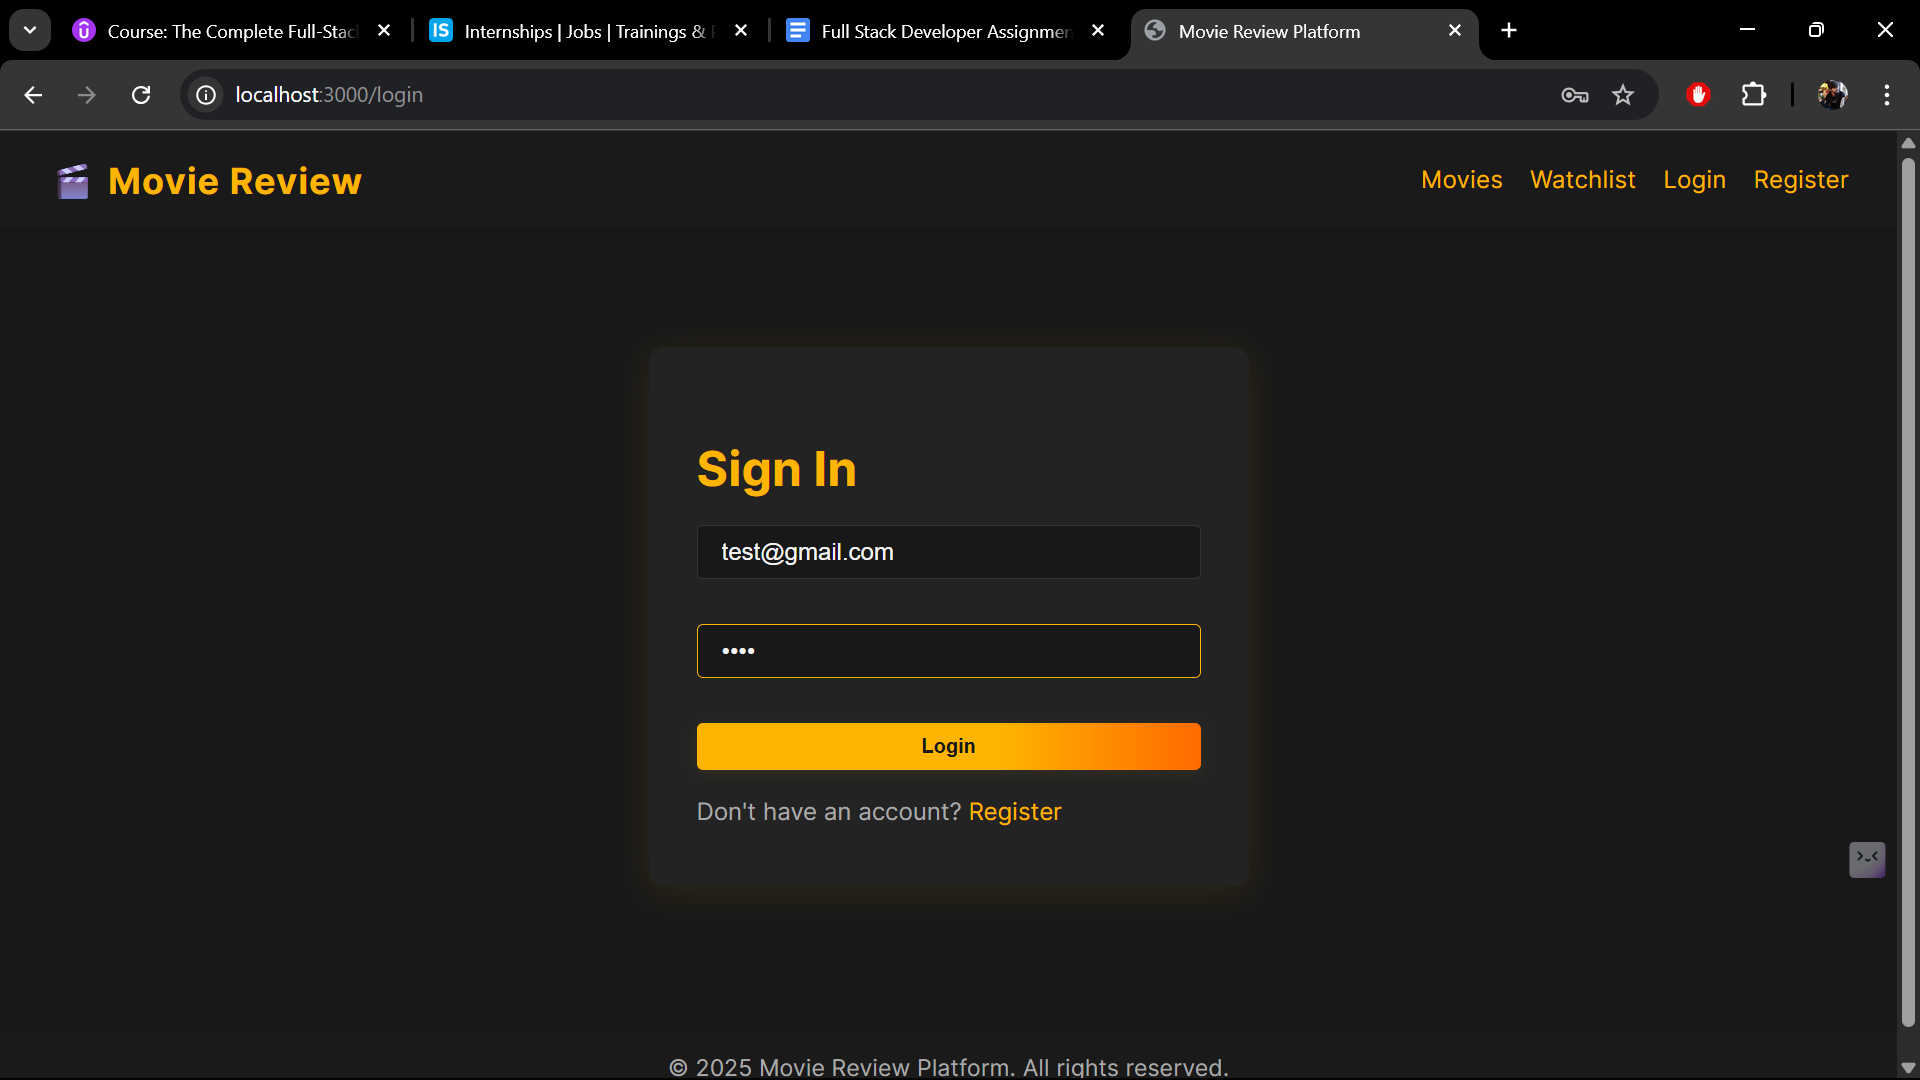 Course: The Complete Full-Stac
IS
Internships | Jobs | Trainings &
Full Stack Developer Assignmen
Movie Review Platform
localhost:3000/login
Movie Review
Movies
Watchlist
Login
Register
Sign In
test@gmail.com
••••
Login
Don't have an account? Register
© 2025 Movie Review Platform. All rights reserved.